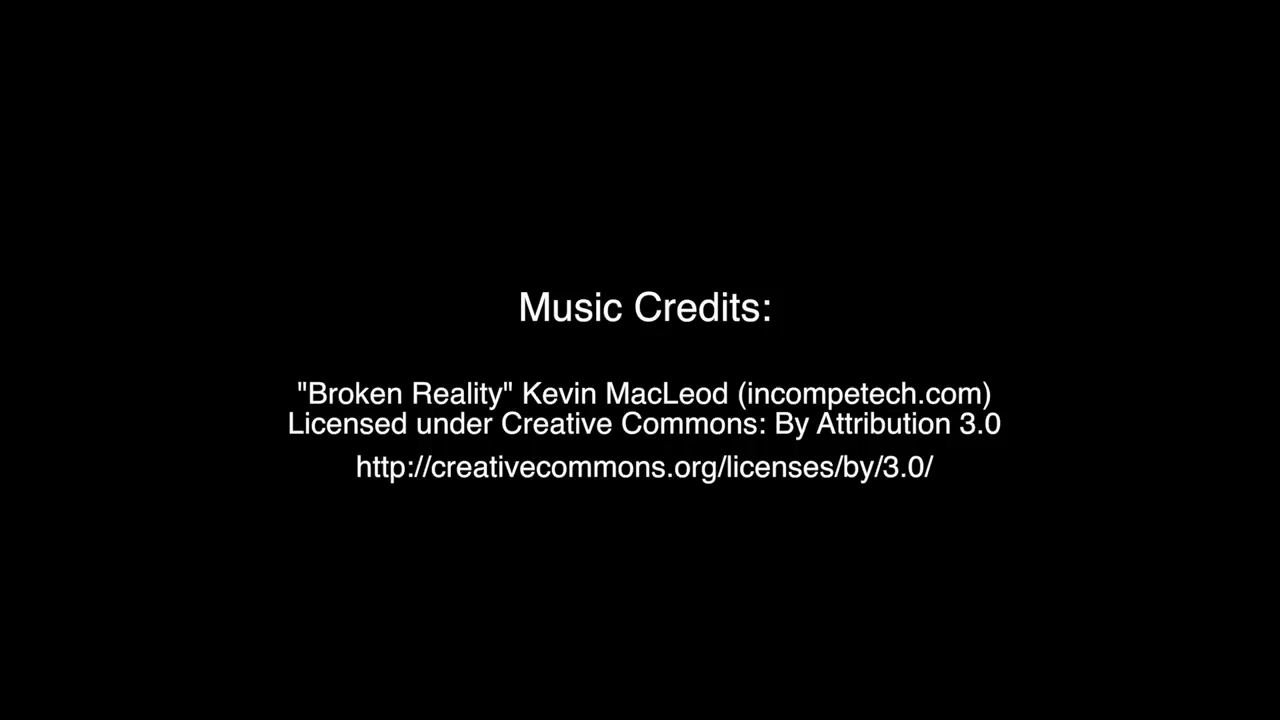 Music Credits:
"Broken Reality" Kevin MacLeod (incompetech.com)
Licensed under Creative Commons: By Attribution 3.0
http://creativecommons.org/licenses/by/3.0/